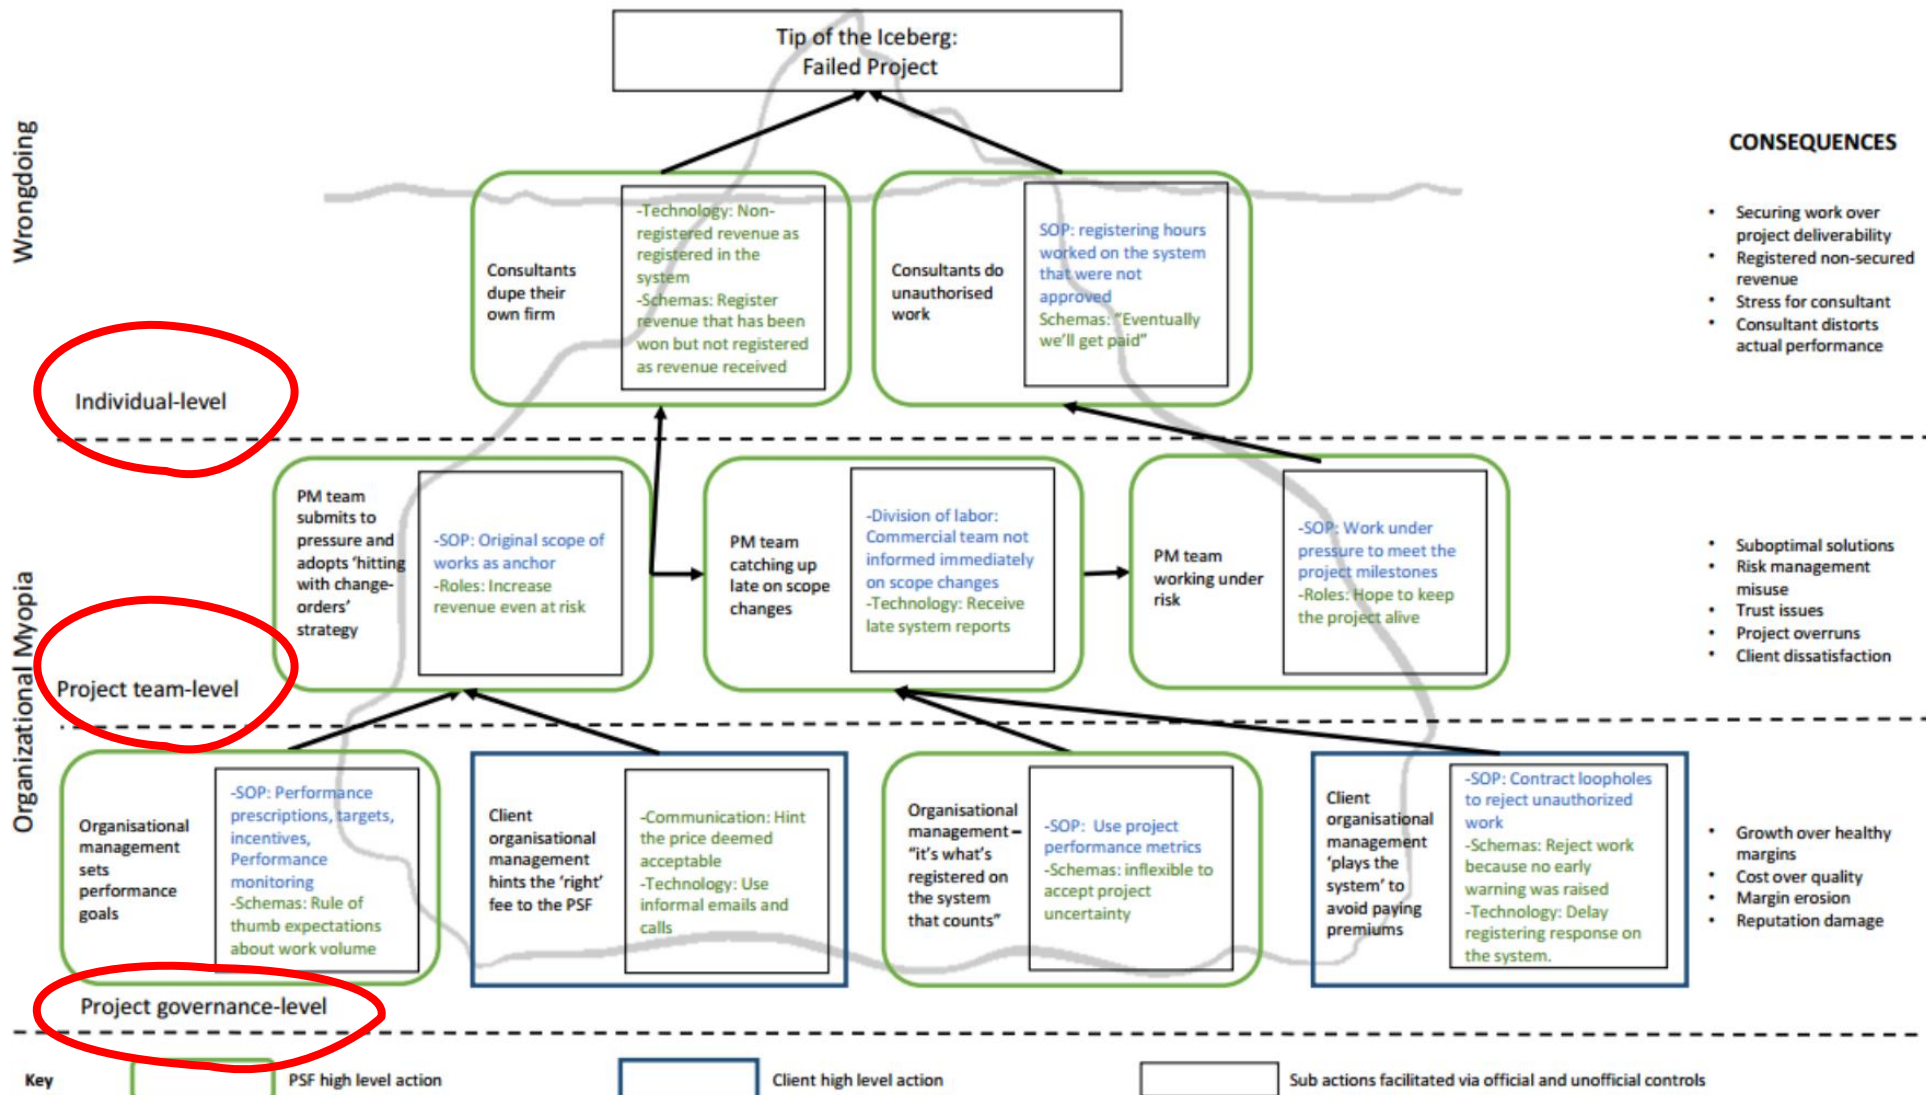 Tip of the Iceberg:
Failed Project
Wrongdoing
CONSEQUENCES
Consultants
dupe their
own firm
-Technology: Non-
registered revenue as
registered in the
system
-Schemas: Register
revenue that has been
won but not registered
as revenue received
Consultants do
unauthorised
work
SOP: registering hours
worked on the system
that were not
approved
Schemas: "Eventually
we'll get paid"
• Securing work over
project deliverability
• Registered non-secured
revenue
• Stress for consultant
• Consultant distorts
actual performance
Individual-level
Organizational Myopia
PM team
submits to
pressure and
adopts 'hitting
with change-
orders'
strategy
-SOP: Original scope of
works as anchor
-Roles: Increase
revenue even at risk
PM team
catching up
late on scope
changes
-Division of labor:
Commercial team not
informed immediately
on scope changes
-Technology: Receive
late system reports
PM team
working under
risk
-SOP: Work under
pressure to meet the
project milestones
-Roles: Hope to keep
the project alive
• Suboptimal solutions
• Risk management
misuse
• Trust issues
• Project overruns
• Client dissatisfaction
Project team-level
Organisational
management
sets
performance
goals
-SOP: Performance
prescriptions, targets,
incentives,
Performance
monitoring
-Schemas: Rule of
thumb expectations
about work volume
Client
organisational
management
hints the 'right'
fee to the PSF
-Communication: Hint
the price deemed
acceptable
-Technology: Use
informal emails and
calls
Organisational
management –
"it's what's
registered on
the system
that counts"
-SOP: Use project
performance metrics
-Schemas: inflexible to
accept project
uncertainty
Client
organisational
management
'plays the
system' to
avoid paying
premiums
-SOP: Contract loopholes
to reject unauthorized
work
-Schemas: Reject work
because no early
warning was raised
-Technology: Delay
registering response on
the system.
• Growth over healthy
margins
• Cost over quality
• Margin erosion
• Reputation damage
Project governance-level
Key
PSF high level action
Client high level action
Sub actions facilitated via official and unofficial controls